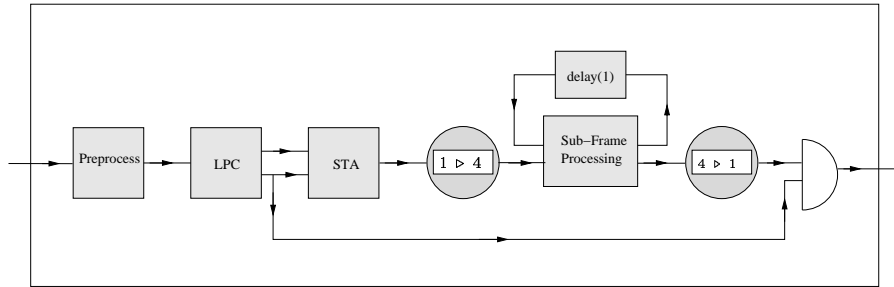 delay(1)
Preprocess
LPC
STA
1 ▷ 4
Sub−Frame
Processing
4 ▷ 1